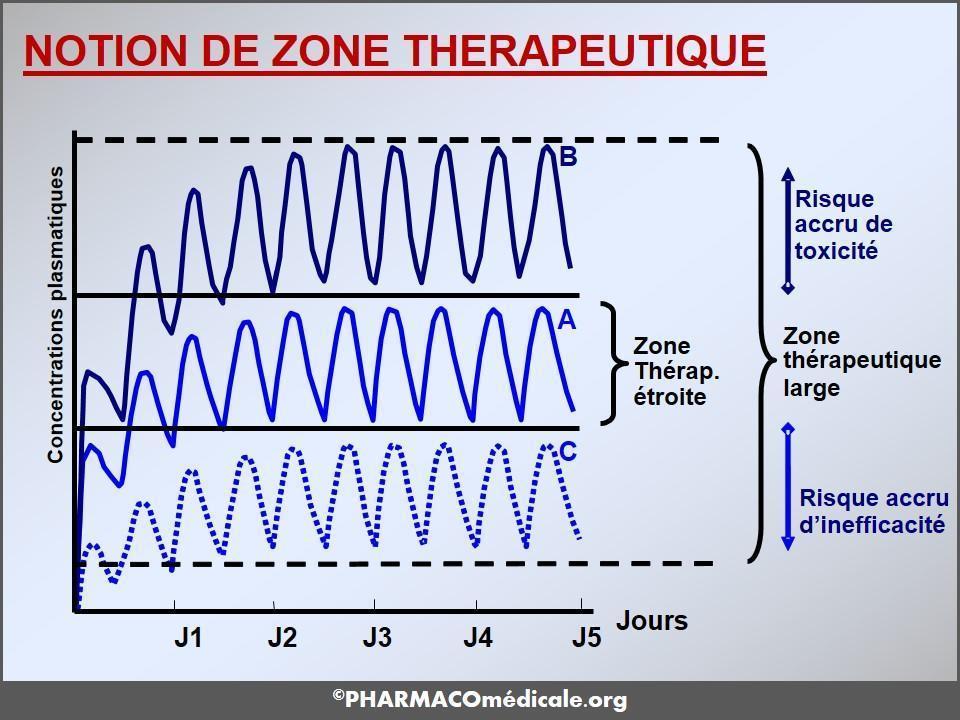 NOTION DE ZONE THERAPEUTIQUE
Concentrations plasmatiques
B
A
C
Zone
Thérap.
étroite
Risque
accru de
toxicité
Zone
thérapeutique
large
Risque accru
d'inefficacité
J1 J2 J3 J4 J5
Jours
©PHARMACOmédicale.org